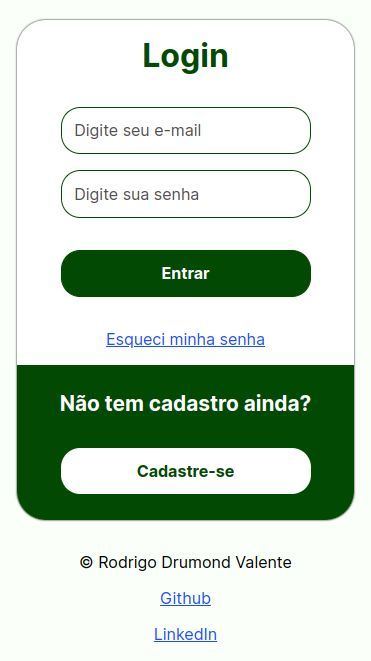 Login
Digite seu e-mail
Digite sua senha
Entrar
Esqueci minha senha
Não tem cadastro ainda?
Cadastre-se
© Rodrigo Drumond Valente
Github
LinkedIn